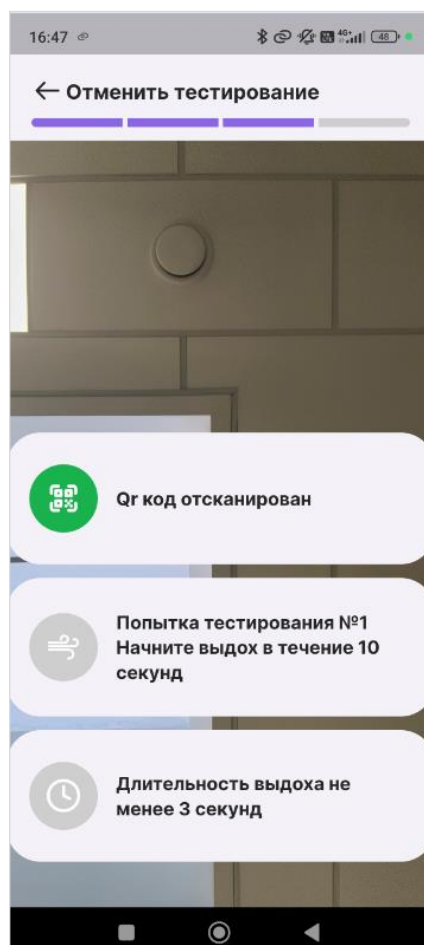 16:47
4G+
48
Отменить тестирование
Qr код отсканирован
Попытка тестирования №1
Начните выдох в течение 10
секунд
Длительность выдоха не
менее 3 секунд